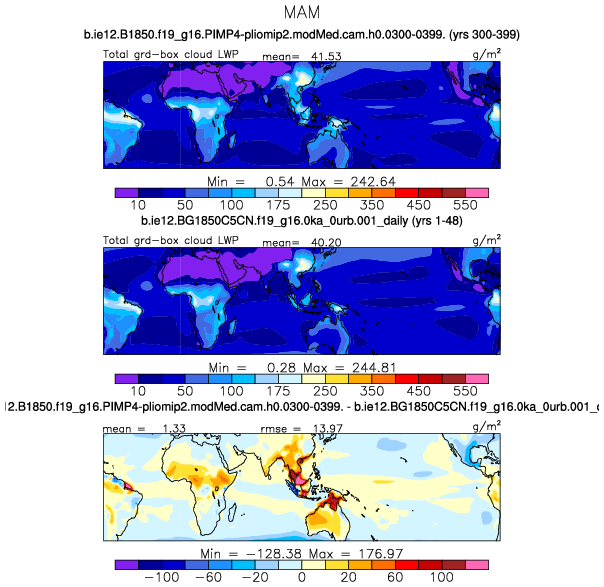 MAM
b.ie12.B1850.f19_g16.PIMP4-pliomip2.modMed.cam.h0.0300-0399. (yrs 300-399)
Total grd-box cloud LWP mean= 41.53 g/m²
Min = 0.54 Max = 242.64
10 50 100 175 250 350 450 550
b.ie12.BG1850C5CN.f19_g16.0ka_0urb.001_daily (yrs 1-48)
Total grd-box cloud LWP mean= 40.20 g/m²
Min = 0.28 Max = 244.81
10 50 100 175 250 350 450 550
12.B1850.f19_g16.PIMP4-pliomip2.modMed.cam.h0.0300-0399. - b.ie12.BG1850C5CN.f19_g16.0ka_0urb.001_
mean = 1.33 rmse = 13.97 g/m²
Min = -128.38 Max = 176.97
-100 -60 -20 0 20 60 100